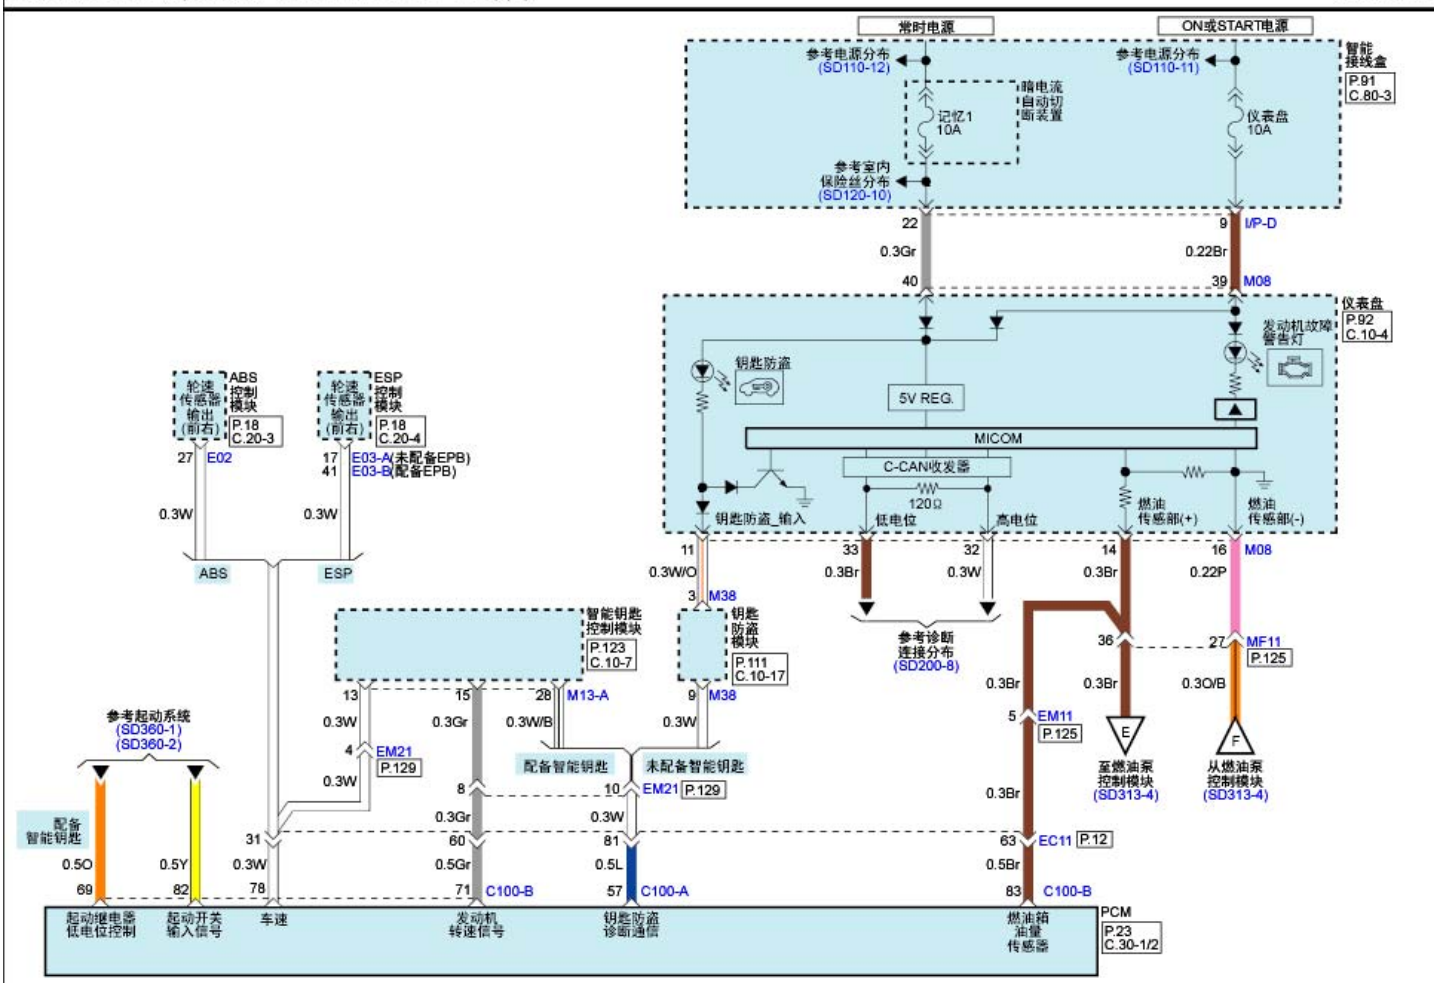 常时电源
ON或START电源
参考电源分布
(SD110-12)
参考电源分布
(SD110-11)
智能
接线盒
P.91
C.80-3
暗电流
自动切
断装置
记忆1
10A
仪表盘
10A
参考室内
保险丝分布
(SD120-10)
22
9
I/P-D
0.3Gr
0.22Br
40
39
M08
仪表盘
P.92
C.10-4
发动机故障
警告灯
钥匙防盗
5V REG.
MICOM
C-CAN收发器
120Ω
钥匙防盗_输入
低电位
高电位
燃油
传感部(+)
燃油
传感部(-)
轮速
传感器
输出
(前右)
ABS
控制
模块
P.18
C.20-3
轮速
传感器
输出
(前右)
ESP
控制
模块
P.18
C.20-4
27
E02
17
E03-A(未配备EPB)
41
E03-B(配备EPB)
0.3W
0.3W
ABS
ESP
11
33
32
14
16
M08
0.3W/O
0.3Br
0.3W
0.3Br
0.22P
3
M38
智能钥匙
控制模块
P.123
C.10-7
钥匙
防盗
模块
P.111
C.10-17
参考诊断
连接分布
(SD200-8)
36
27
MF11
P.125
13
15
28
M13-A
9
M38
0.3Br
0.3Br
0.3O/B
0.3W
0.3Gr
0.3W/B
0.3W
5
EM11
P.125
E
F
参考起动系统
(SD360-1)
(SD360-2)
4
EM21
P.129
配备智能钥匙
未配备智能钥匙
至燃油泵
控制模块
(SD313-4)
从燃油泵
控制模块
(SD313-4)
0.3W
8
10
EM21
P.129
0.3Br
0.3Gr
0.3W
配备
智能钥匙
31
60
81
63
EC11
P.12
0.5O
0.5Y
0.3W
0.5Gr
0.5L
0.5Br
69
82
78
71
C100-B
57
C100-A
83
C100-B
起动继电器
低电位控制
起动开关
输入信号
车速
发动机
转速信号
钥匙防盗
诊断通信
燃油箱
油量
传感器
PCM
P.23
C.30-1/2